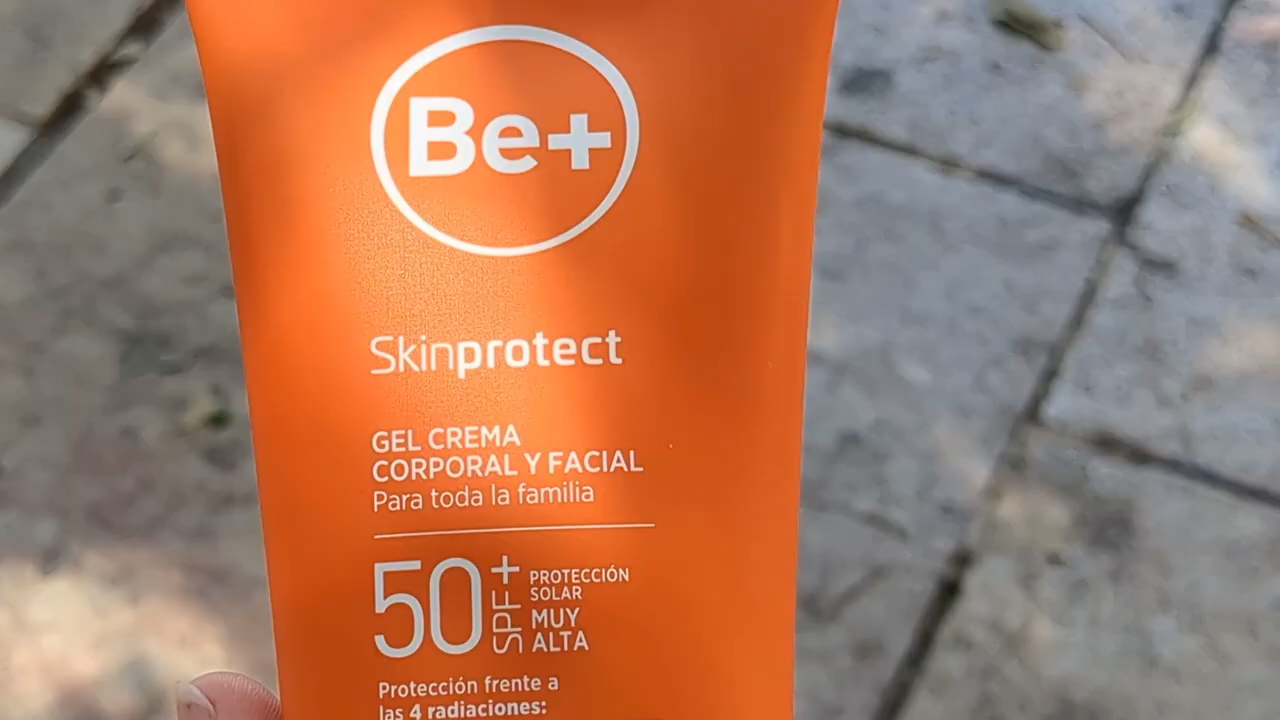 Be+
Skinprotect
GEL CREMA
CORPORAL Y FACIAL
Para toda la familia
50 SPF+
PROTECCIÓN
SOLAR
MUY
ALTA
Protección frente a
las 4 radiaciones: